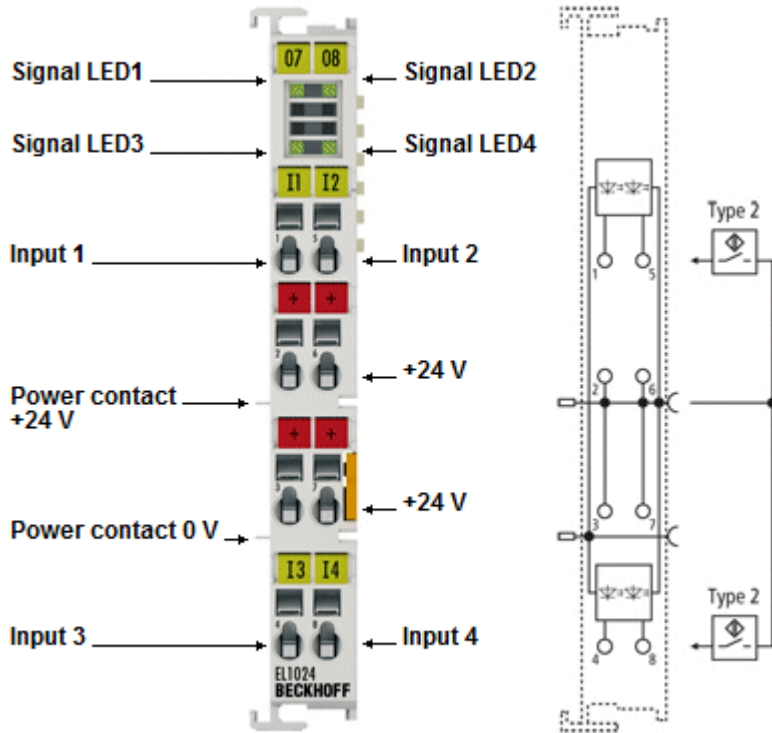 Signal LED1
07 08
Signal LED2
Signal LED3
Signal LED4
I1 I2
Type 2
Input 1
1 5
Input 2
1 5
+ +
2 6
+24 V
Power contact
+24 V
2 6
+ +
3 7
+24 V
3 7
Power contact 0 V
I3 I4
Type 2
Input 3
4 8
Input 4
4 8
EL1024
BECKHOFF